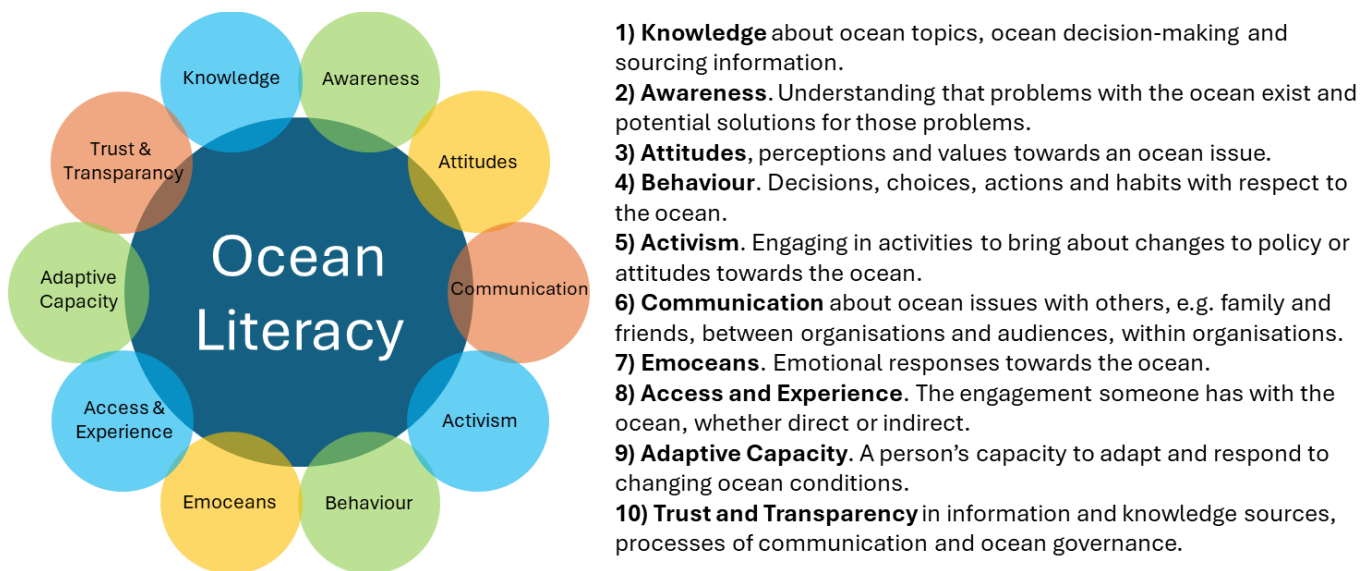 Knowledge
Awareness
Trust &
Transparancy
Attitudes
Adaptive
Capacity
Ocean
Literacy
Communication
Access &
Experience
Activism
Emoceans
Behaviour
1) Knowledge about ocean topics, ocean decision-making and
sourcing information.
2) Awareness. Understanding that problems with the ocean exist and
potential solutions for those problems.
3) Attitudes, perceptions and values towards an ocean issue.
4) Behaviour. Decisions, choices, actions and habits with respect to
the ocean.
5) Activism. Engaging in activities to bring about changes to policy or
attitudes towards the ocean.
6) Communication about ocean issues with others, e.g. family and
friends, between organisations and audiences, within organisations.
7) Emoceans. Emotional responses towards the ocean.
8) Access and Experience. The engagement someone has with the
ocean, whether direct or indirect.
9) Adaptive Capacity. A person’s capacity to adapt and respond to
changing ocean conditions.
10) Trust and Transparency in information and knowledge sources,
processes of communication and ocean governance.